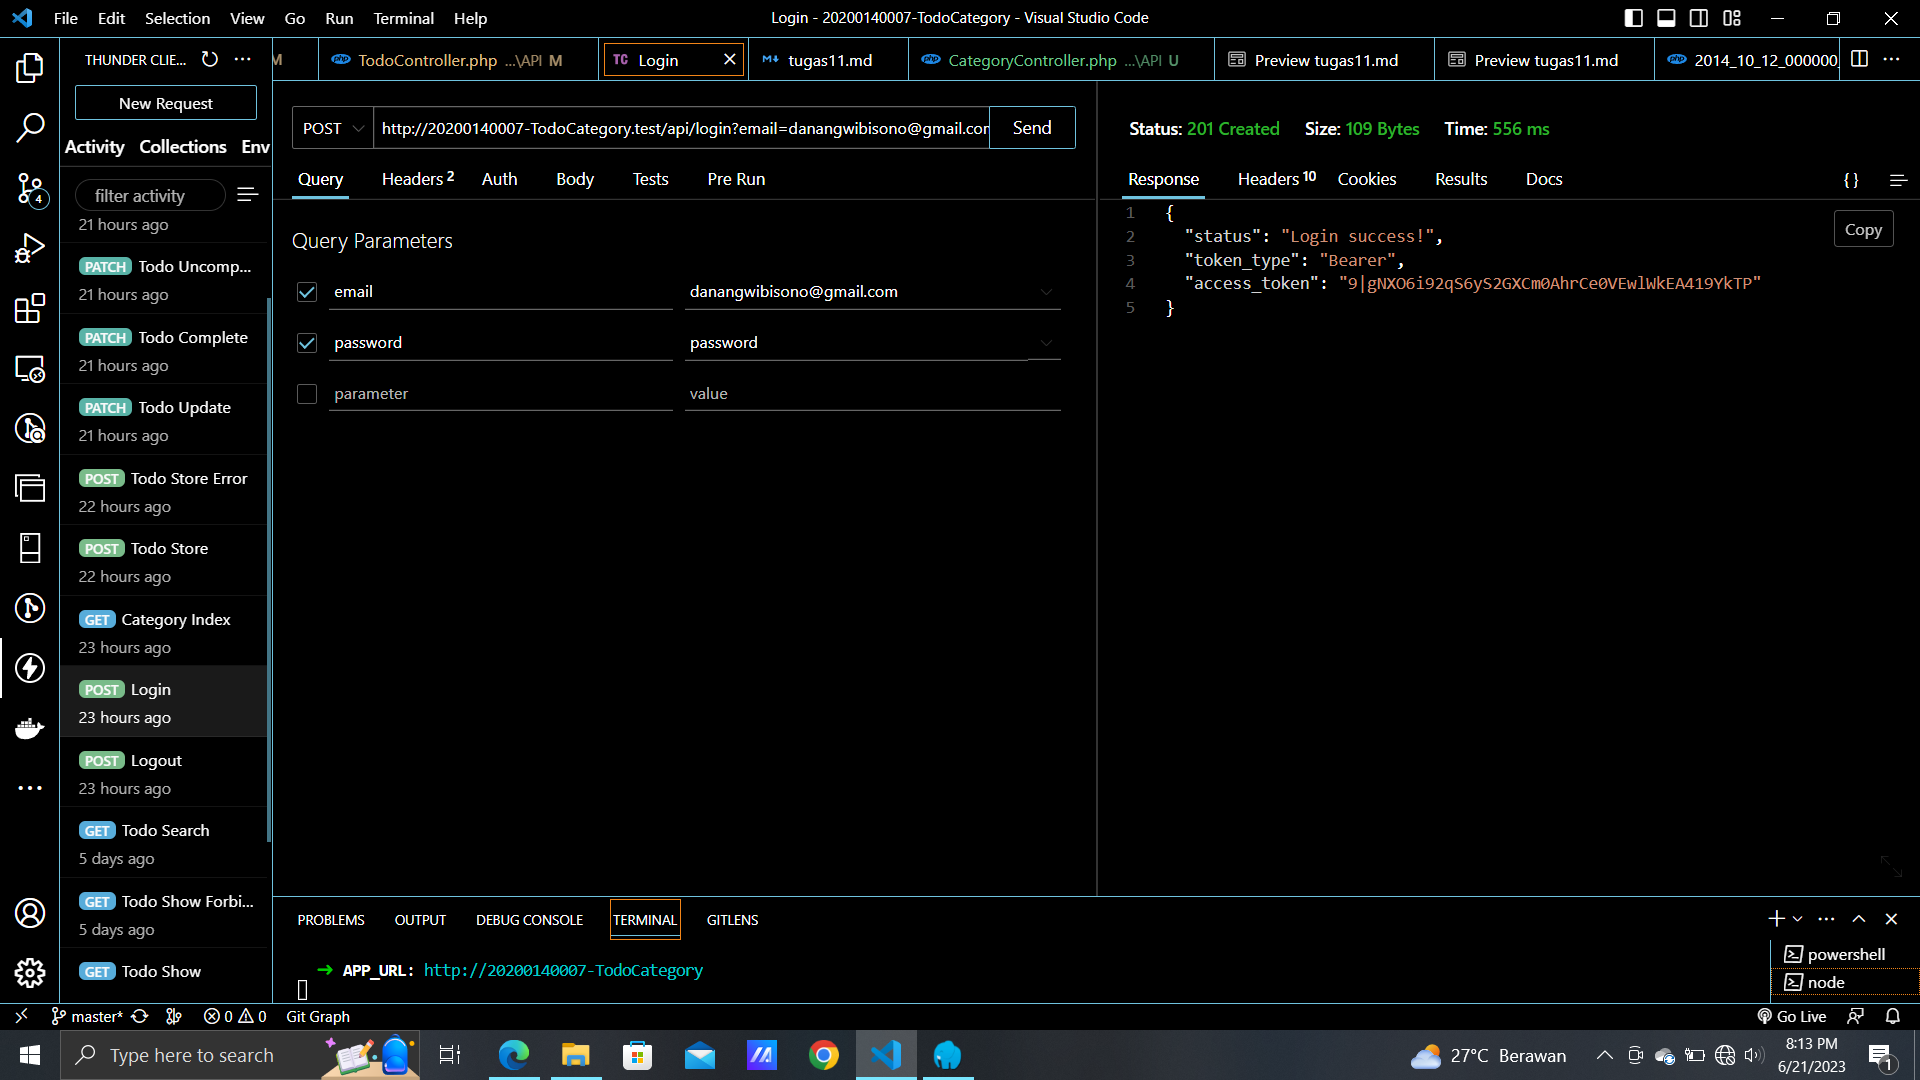 File Edit Selection View Go Run Terminal Help
Login - 20200140007-TodoCategory - Visual Studio Code
THUNDER CLIE...
M
TodoController.php ...\API M
TC Login
tugas11.md
CategoryController.php ...\API U
Preview tugas11.md
Preview tugas11.md
2014_10_12_000000_
New Request
Activity Collections Env
filter activity
21 hours ago
PATCH Todo Uncomp...
21 hours ago
PATCH Todo Complete
21 hours ago
PATCH Todo Update
21 hours ago
POST Todo Store Error
22 hours ago
POST Todo Store
22 hours ago
GET Category Index
23 hours ago
POST Login
23 hours ago
POST Logout
23 hours ago
GET Todo Search
5 days ago
GET Todo Show Forbi...
5 days ago
GET Todo Show
4
POST http://20200140007-TodoCategory.test/api/login?email=danangwibisono@gmail.com Send
Query Headers 2 Auth Body Tests Pre Run
Query Parameters
email danangwibisono@gmail.com
password password
parameter value
Status: 201 Created Size: 109 Bytes Time: 556 ms
Response Headers 10 Cookies Results Docs { }
Copy
1 {
2 "status": "Login success!",
3 "token_type": "Bearer",
4 "access_token": "9|gNXO6i92qS6yS2GXCm0AhrCe0VEwlWkEA419YkTP"
5 }
PROBLEMS OUTPUT DEBUG CONSOLE TERMINAL GITLENS
➜ APP_URL: http://20200140007-TodoCategory
powershell
node
master* 0 0 Git Graph
Go Live
Type here to search
27°C Berawan
8:13 PM
6/21/2023
1